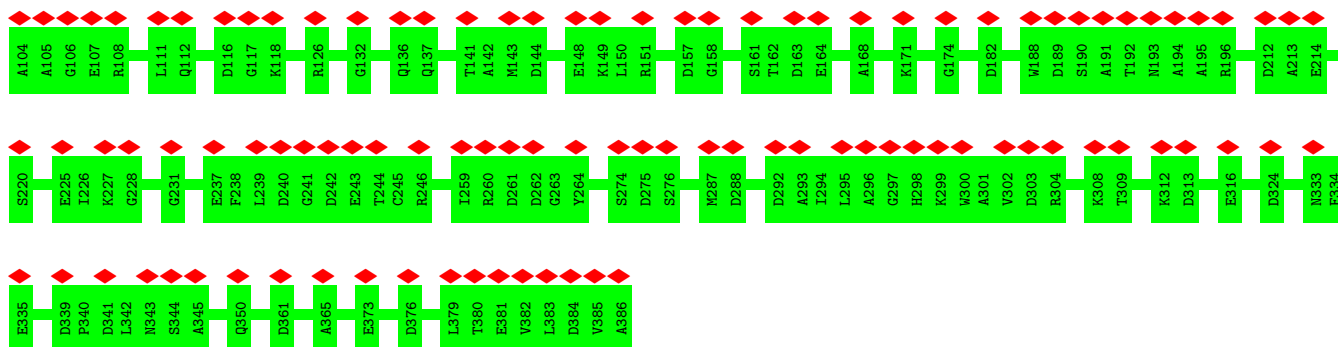 A104 A105 G106 E107 R108 L111 Q112 D116 G117 K118 R126 G132 Q136 Q137 T141 A142 M143 D144 E148 K149 L150 R151 D157 G158 S161 T162 D163 E164 A168 K171 G174 D182 W188 D189 S190 A191 T192 N193 A194 A195 R196 D212 A213 E214
S220 E225 I226 K227 G228 G231 E237 F238 L239 D240 G241 D242 E243 T244 C245 R246 I259 R260 D261 D262 G263 Y264 S274 D275 S276 M287 D288 D292 A293 I294 L295 A296 G297 H298 K299 W300 A301 V302 D303 R304 K308 T309 K312 D313 E316 D324 N333 F334
E335 D339 P340 D341 L342 N343 S344 A345 Q350 D361 A365 E373 D376 L379 T380 E381 V382 L383 D384 V385 A386